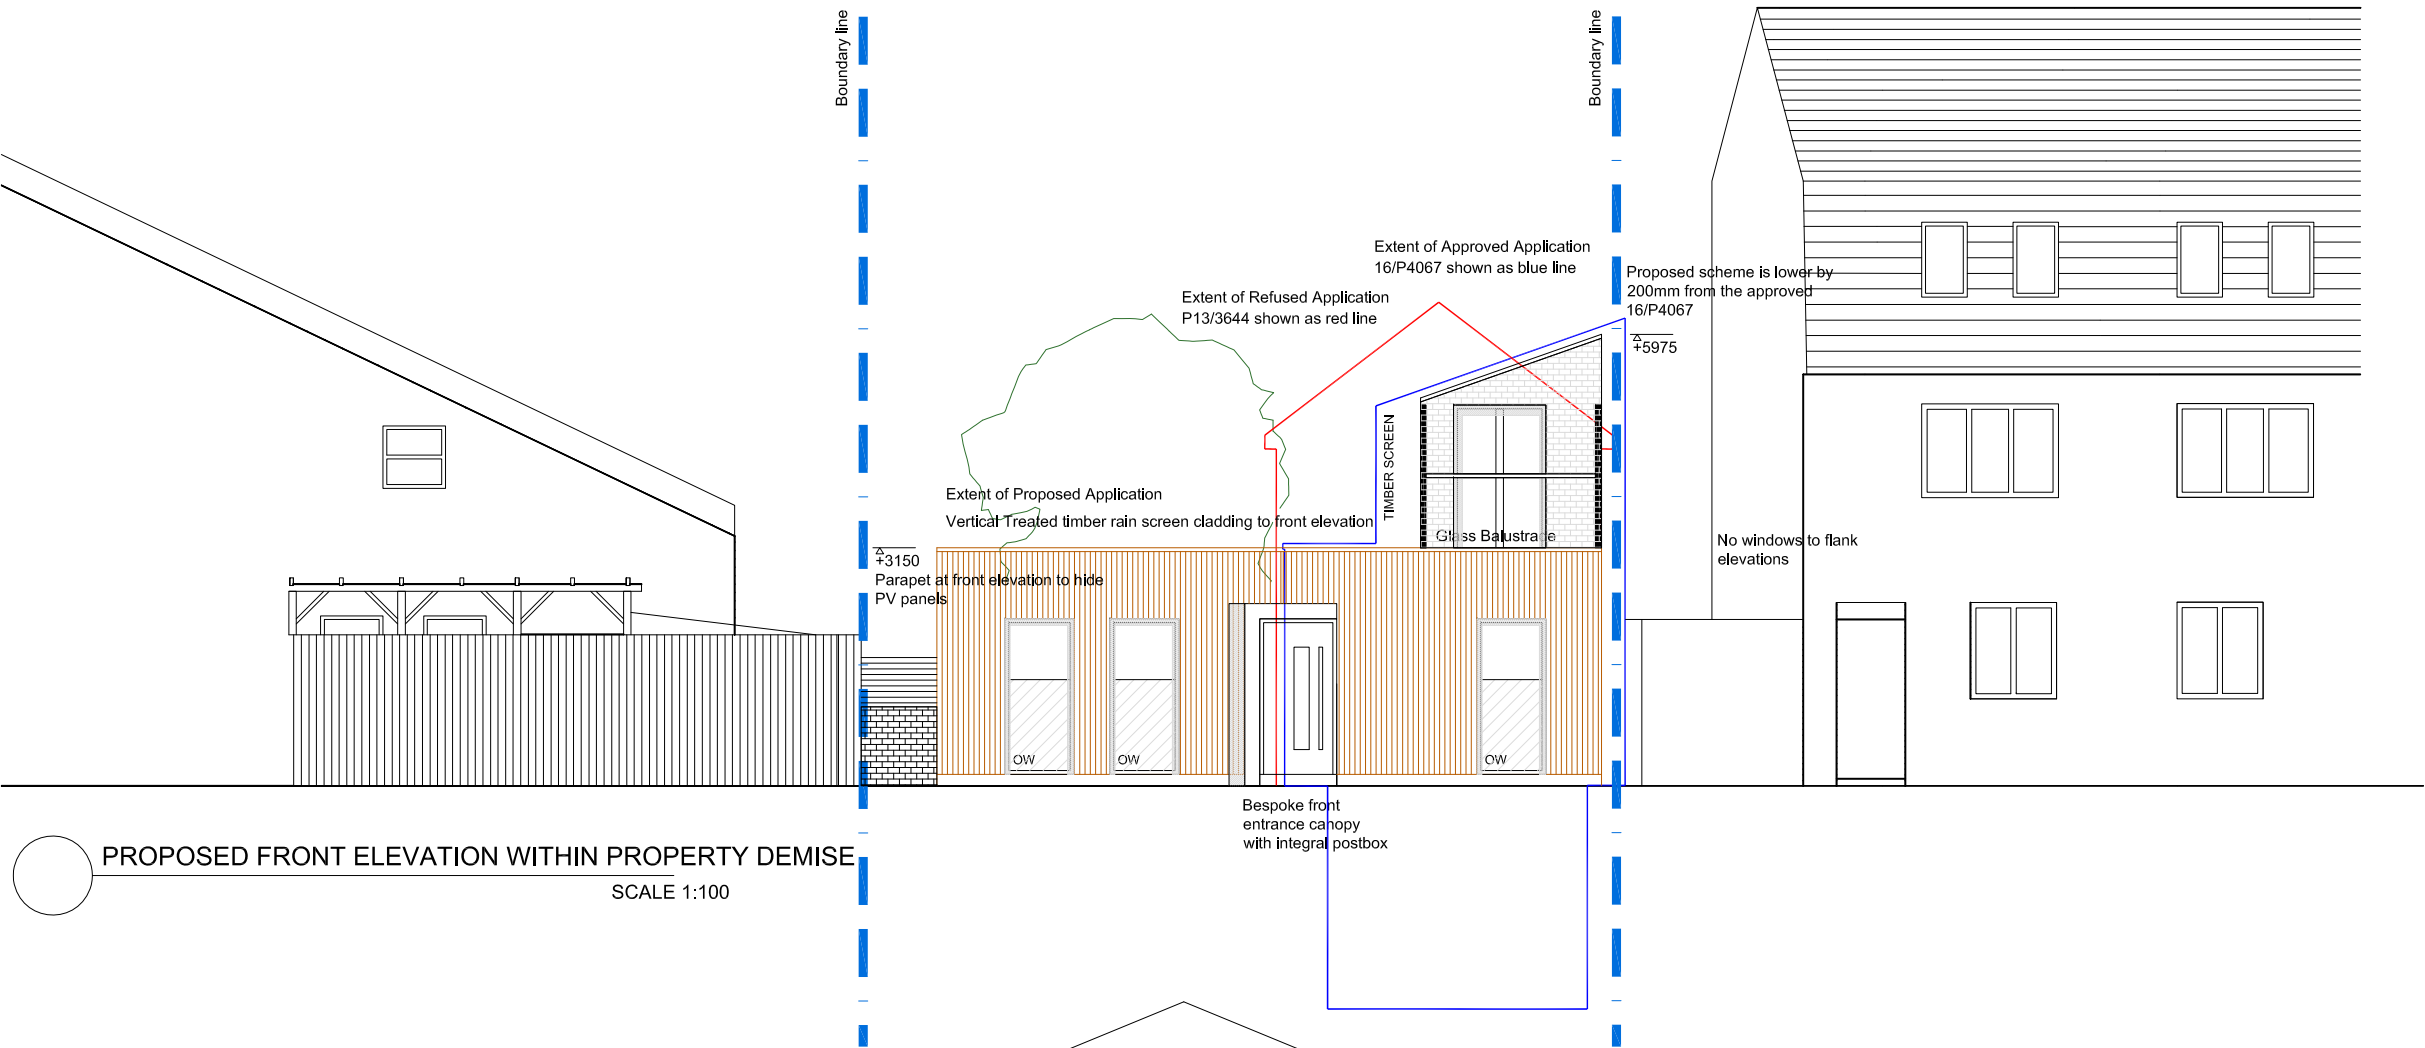 Boundary line
Boundary line
Extent of Approved Application
16/P4067 shown as blue line
Proposed scheme is lower by
200mm from the approved
16/P4067
+5975
Extent of Refused Application
P13/3644 shown as red line
TIMBER SCREEN
Extent of Proposed Application
Vertical Treated timber rain screen cladding to front elevation
Glass Balustrade
No windows to flank
elevations
+3150
Parapet at front elevation to hide
PV panels
OW
OW
OW
Bespoke front
entrance canopy
with integral postbox
PROPOSED FRONT ELEVATION WITHIN PROPERTY DEMISE
SCALE 1:100